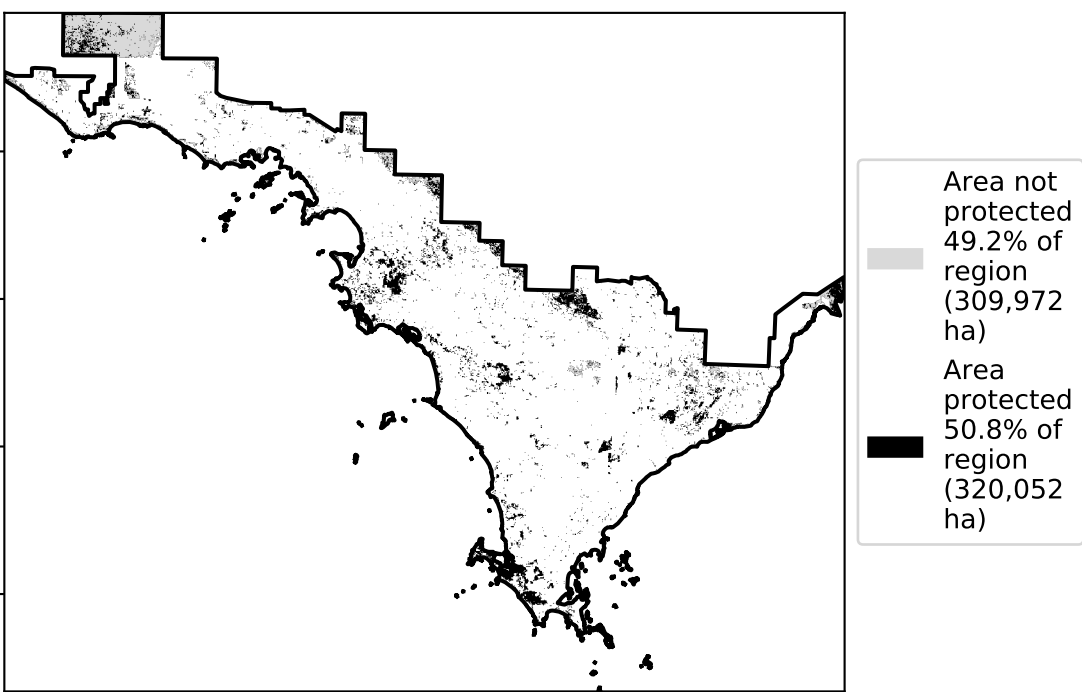 Area not
protected
49.2% of
region
(309,972
ha)
Area
protected
50.8% of
region
(320,052
ha)